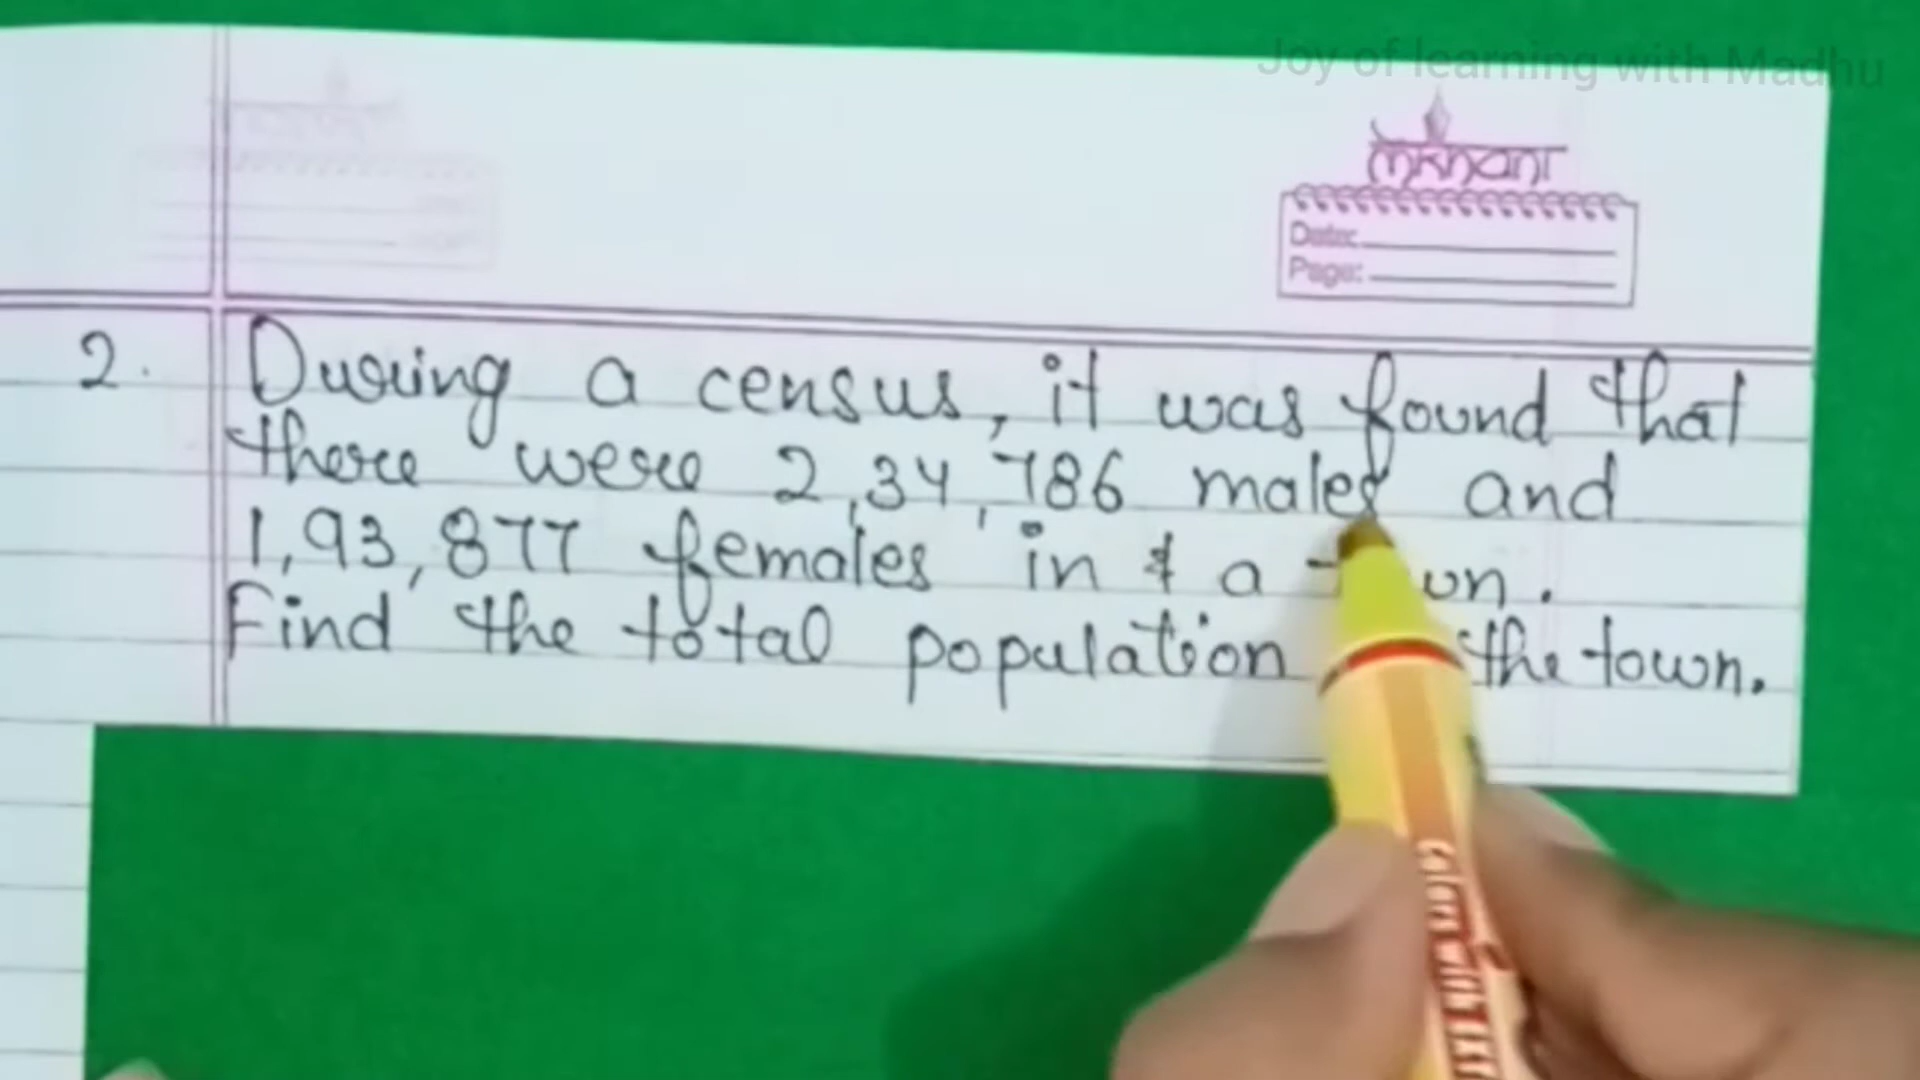 Joy of learning with Madhu
Date:
Page:
2. During a census, it was found that
there were 2,34,786 males and
1,93,877 females in a
Find the total population the town.